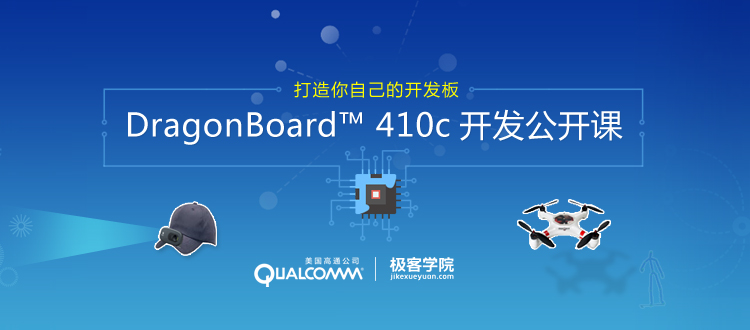 打造你自己的开发板
DragonBoard™ 410c 开发公开课
美国高通公司
QUALCOMM®
极客学院
jikexueyuan.com